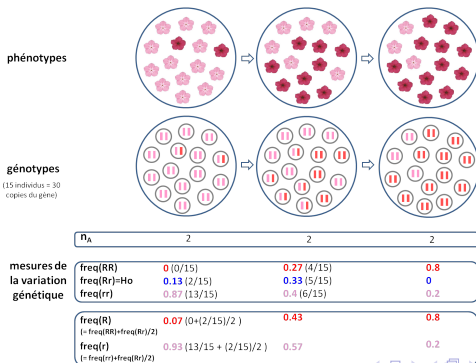 phénotypes
génotypes
(15 individus = 30
copies du gène)
n_A 2 2 2
mesures de
la variation
génétique
freq(RR) 0 (0/15) 0.27 (4/15) 0.8
freq(Rr)=Ho 0.13 (2/15) 0.33 (5/15) 0
freq(rr) 0.87 (13/15) 0.4 (6/15) 0.2
freq(R) 0.07 (0+(2/15)/2 ) 0.43 0.8
(= freq(RR)+freq(Rr)/2)
freq(r) 0.93 (13/15 + (2/15)/2 ) 0.57 0.2
(= freq(rr)+freq(Rr)/2)